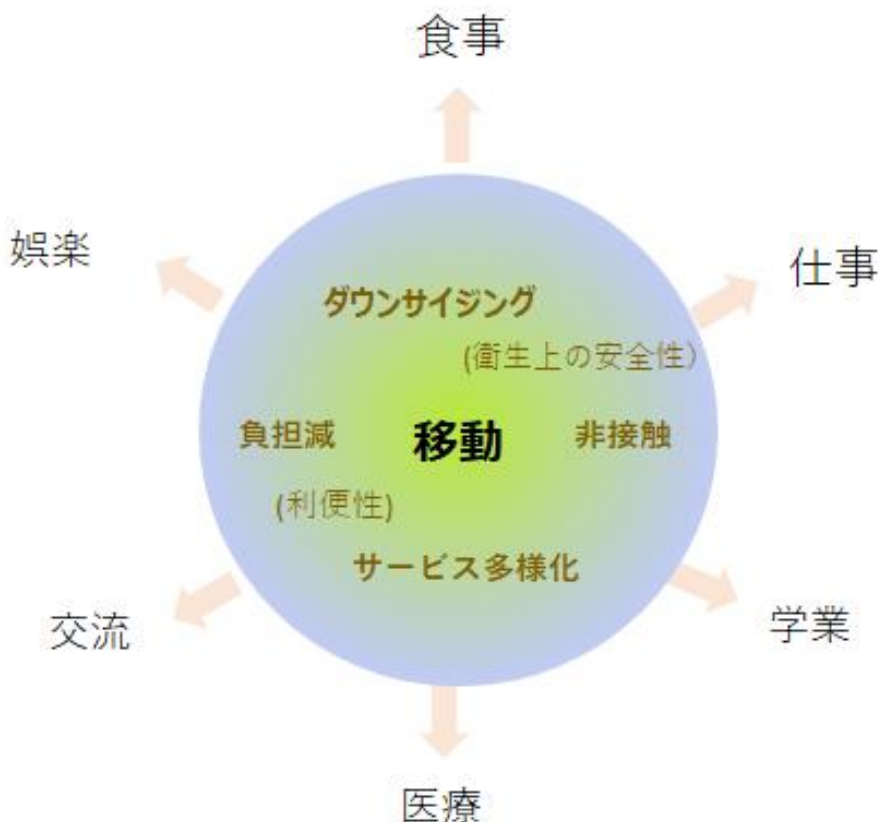 食事
娯楽
仕事
ダウンサイジング
(衛生上の安全性)
負担減
移動
非接触
(利便性)
サービス多様化
交流
学業
医療